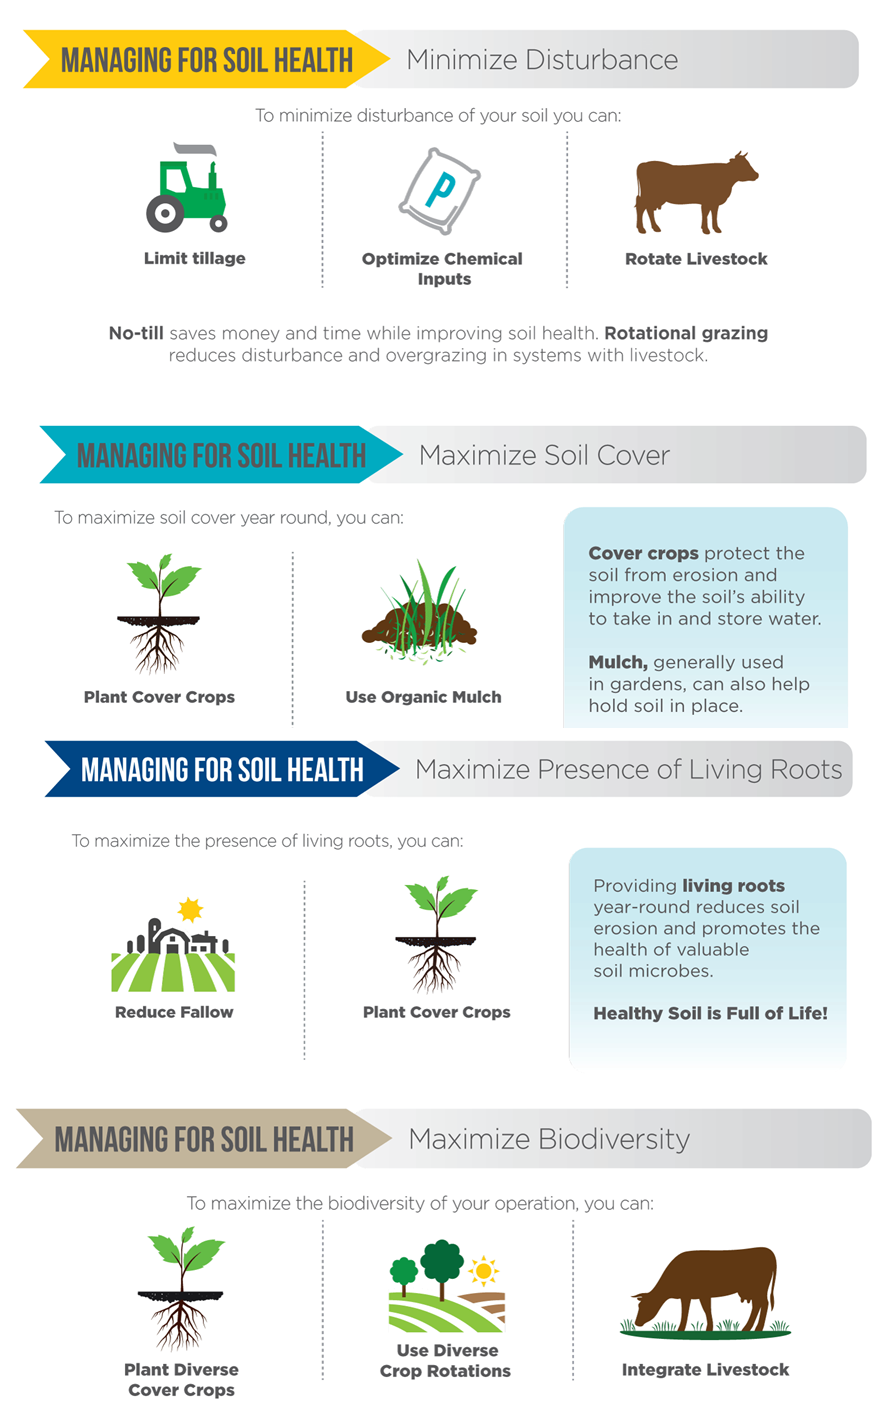 MANAGING FOR SOIL HEALTH Minimize Disturbance
To minimize disturbance of your soil you can:
P
Limit tillage
Optimize Chemical
Inputs
Rotate Livestock
No-till saves money and time while improving soil health. Rotational grazing
reduces disturbance and overgrazing in systems with livestock.
MANAGING FOR SOIL HEALTH Maximize Soil Cover
To maximize soil cover year round, you can:
Plant Cover Crops
Use Organic Mulch
Cover crops protect the
soil from erosion and
improve the soil's ability
to take in and store water.
Mulch, generally used
in gardens, can also help
hold soil in place.
MANAGING FOR SOIL HEALTH Maximize Presence of Living Roots
To maximize the presence of living roots, you can:
Reduce Fallow
Plant Cover Crops
Providing living roots
year-round reduces soil
erosion and promotes the
health of valuable
soil microbes.
Healthy Soil is Full of Life!
MANAGING FOR SOIL HEALTH Maximize Biodiversity
To maximize the biodiversity of your operation, you can:
Plant Diverse
Cover Crops
Use Diverse
Crop Rotations
Integrate Livestock